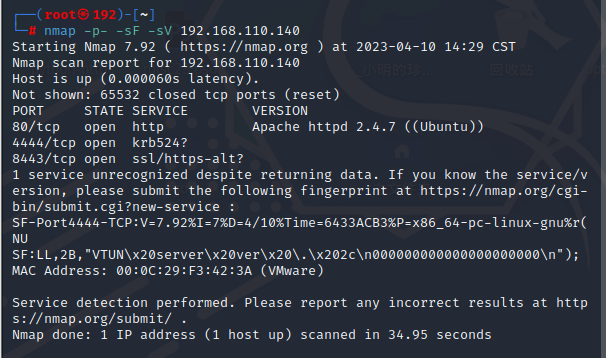 ┌──(root㉿192)-[~]
└─# nmap -p- -sF -sV 192.168.110.140
Starting Nmap 7.92 ( https://nmap.org ) at 2023-04-10 14:29 CST
Nmap scan report for 192.168.110.140
Host is up (0.000060s latency).
Not shown: 65532 closed tcp ports (reset)
PORT     STATE SERVICE        VERSION
80/tcp   open  http           Apache httpd 2.4.7 ((Ubuntu))
4444/tcp open  krb524?
8443/tcp open  ssl/https-alt?
1 service unrecognized despite returning data. If you know the service/v
ersion, please submit the following fingerprint at https://nmap.org/cgi-
bin/submit.cgi?new-service :
SF-Port4444-TCP:V=7.92%I=7%D=4/10%Time=6433ACB3%P=x86_64-pc-linux-gnu%r(
NU
SF:LL,2B,"VTUN\x20server\x20ver\x20\.\x202c\n000000000000000000000\n");
MAC Address: 00:0C:29:F3:42:3A (VMware)

Service detection performed. Please report any incorrect results at http
s://nmap.org/submit/ .
Nmap done: 1 IP address (1 host up) scanned in 34.95 seconds
回收站